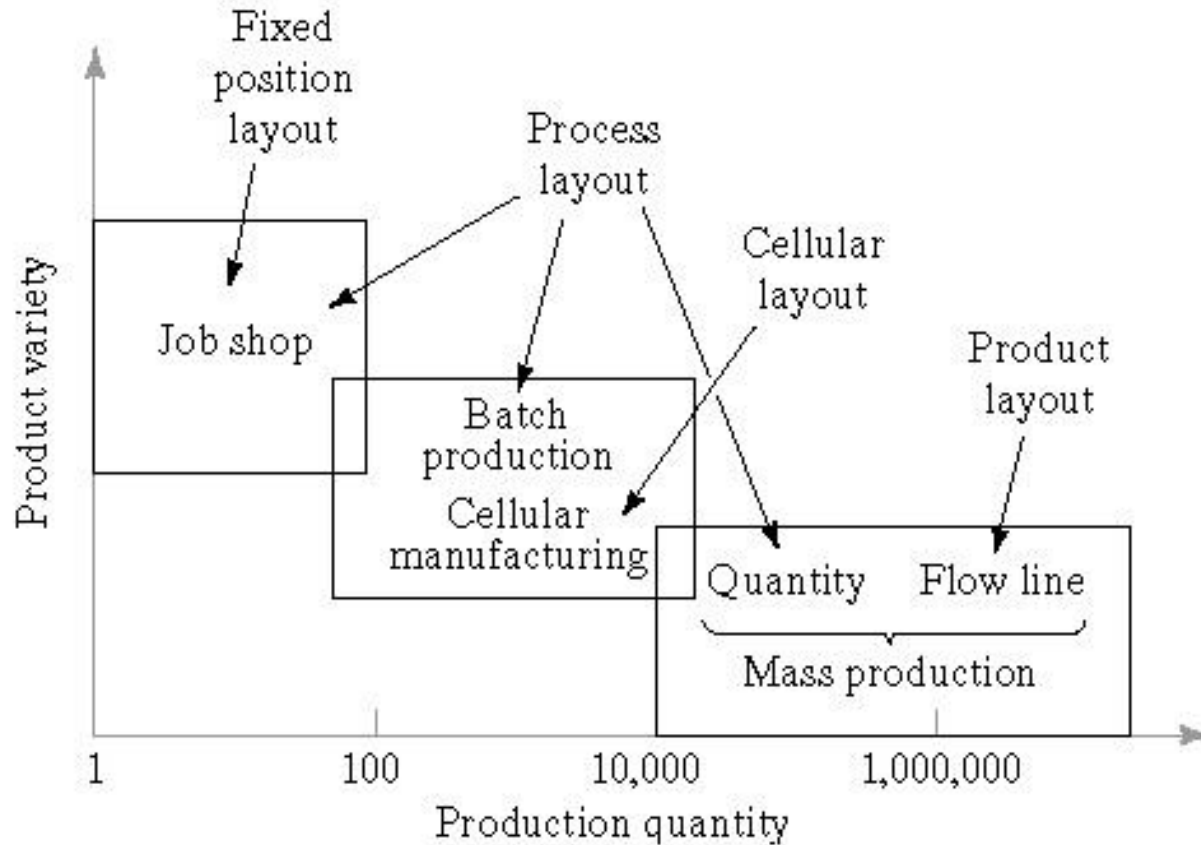 Fixed
position
layout
Process
layout
Cellular
layout
Product
layout
Product variety
Job shop
Batch
production
Cellular
manufacturing
Quantity
Flow line
Mass production
1
100
10,000
1,000,000
Production quantity